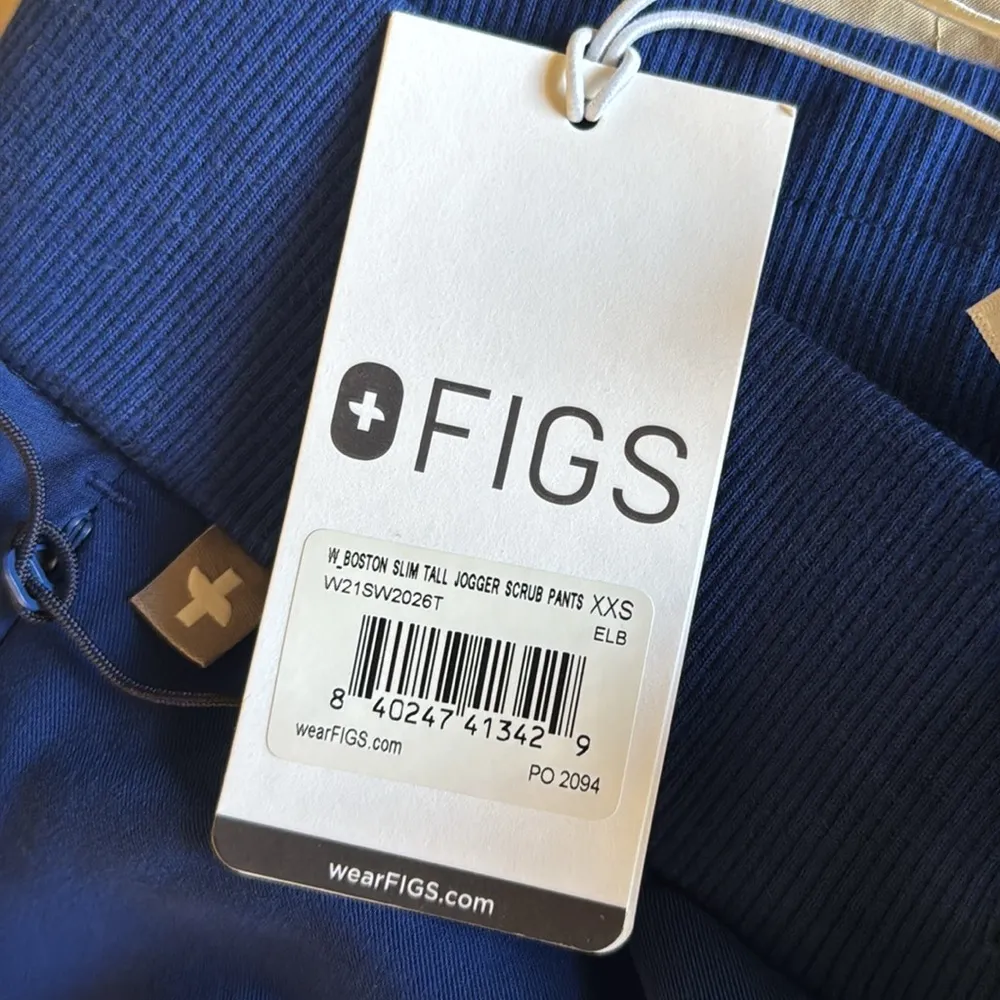 FIGS
W_BOSTON SLIM TALL JOGGER SCRUB PANTS XXS
W21SW2026T
ELB
8 40247 41342 9
wearFIGS.com
PO 2094
wearFIGS.com